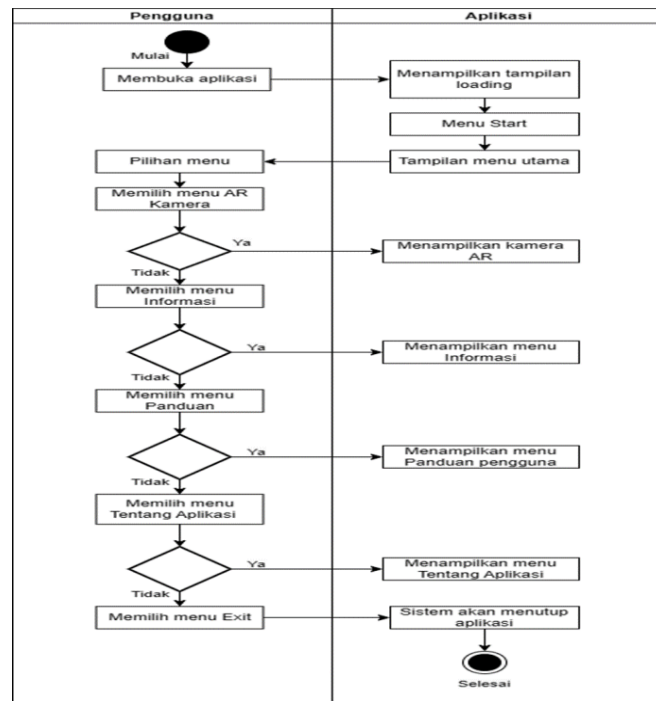 Pengguna
Aplikasi
Mulai
Membuka aplikasi
Menampilkan tampilan
loading
Menu Start
Pilihan menu
Tampilan menu utama
Memilih menu AR
Kamera
Ya
Menampilkan kamera
AR
Tidak
Memilih menu
Informasi
Ya
Menampilkan menu
Informasi
Tidak
Memilih menu
Panduan
Ya
Menampilkan menu
Panduan pengguna
Tidak
Memilih menu
Tentang Aplikasi
Ya
Menampilkan menu
Tentang Aplikasi
Tidak
Memilih menu Exit
Sistem akan menutup
aplikasi
Selesai